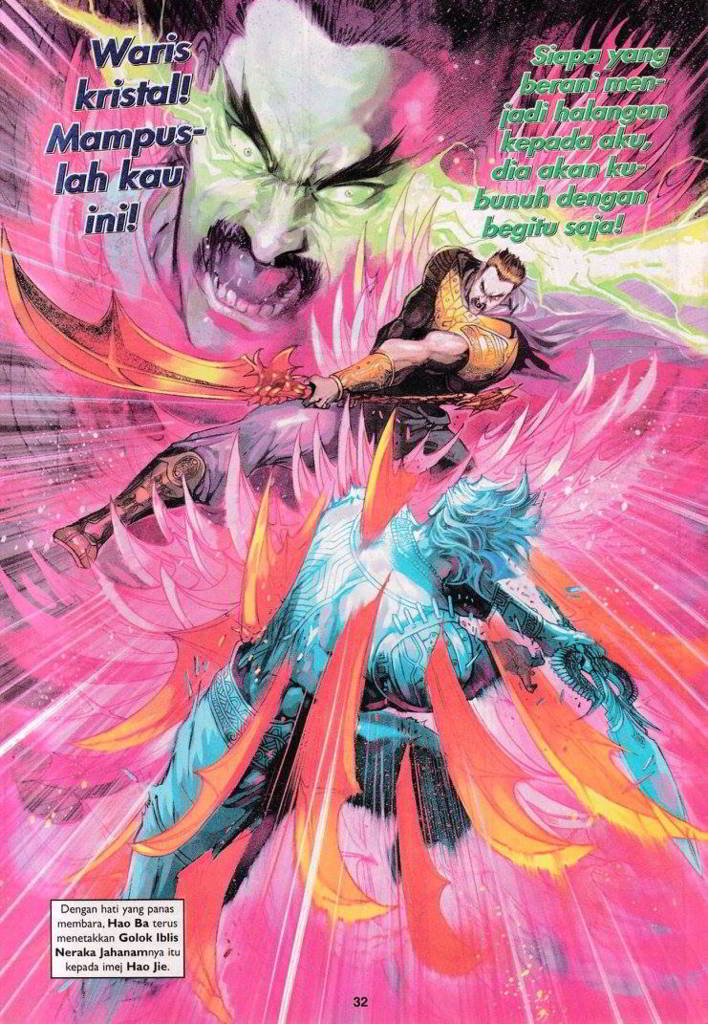 Waris
kristal!
Mampus-
lah kau
ini!
Siapa yang
berani men-
jadi halangan
kepada aku,
dia akan ku-
bunuh dengan
begitu saja!
Dengan hati yang panas
membara, Hao Ba terus
menetakkan Golok Iblis
Neraka Jahanamnya itu
kepada imej Hao Jie.
32